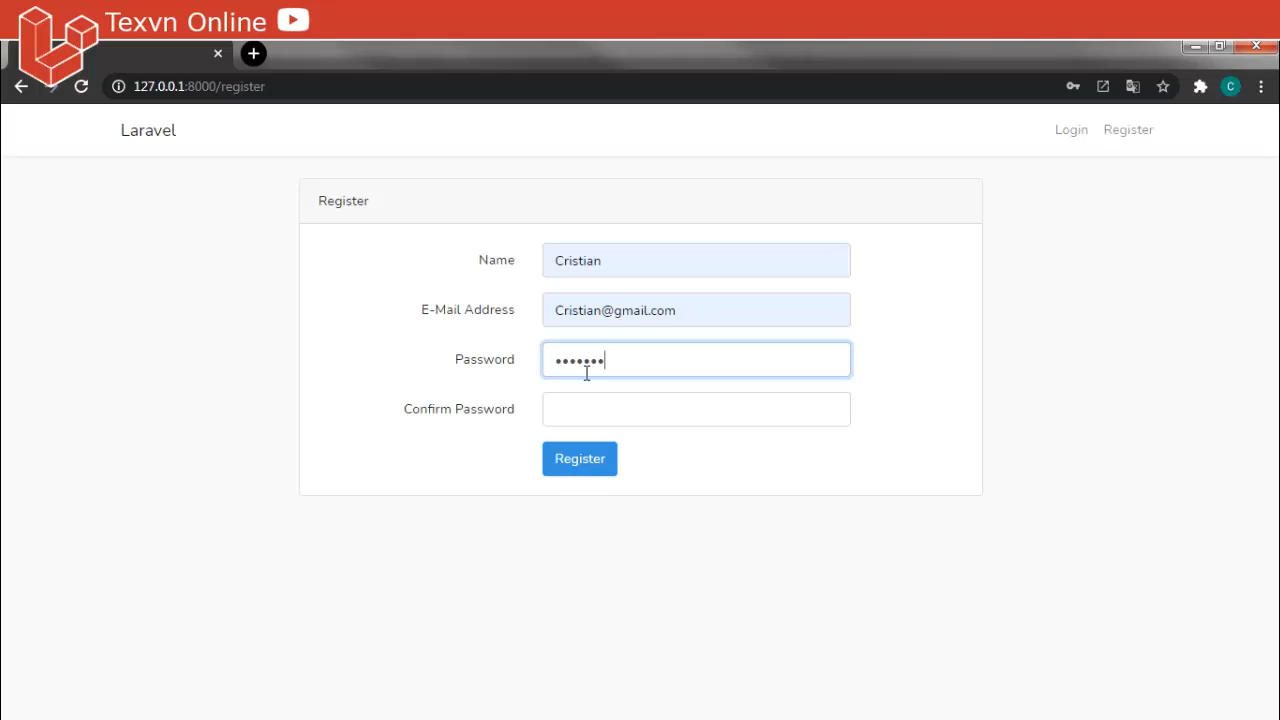 Texvn Online
127.0.0.1:8000/register
C
Laravel
Login Register
Register
Name Cristian
E-Mail Address Cristian@gmail.com
Password •••••••
Confirm Password
Register